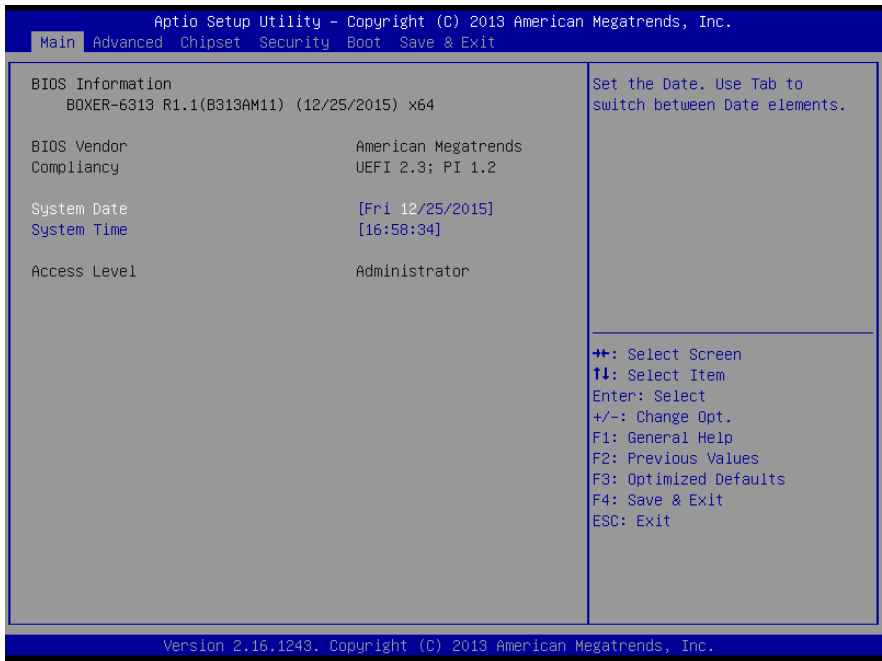 Aptio Setup Utility – Copyright (C) 2013 American Megatrends, Inc.
Main Advanced Chipset Security Boot Save & Exit
BIOS Information
BOXER-6313 R1.1(B313AM11) (12/25/2015) x64
BIOS Vendor American Megatrends
Compliancy UEFI 2.3; PI 1.2
System Date [Fri 12/25/2015]
System Time [16:58:34]
Access Level Administrator
Set the Date. Use Tab to
switch between Date elements.
→←: Select Screen
↑↓: Select Item
Enter: Select
+/-: Change Opt.
F1: General Help
F2: Previous Values
F3: Optimized Defaults
F4: Save & Exit
ESC: Exit
Version 2.16.1243. Copyright (C) 2013 American Megatrends, Inc.